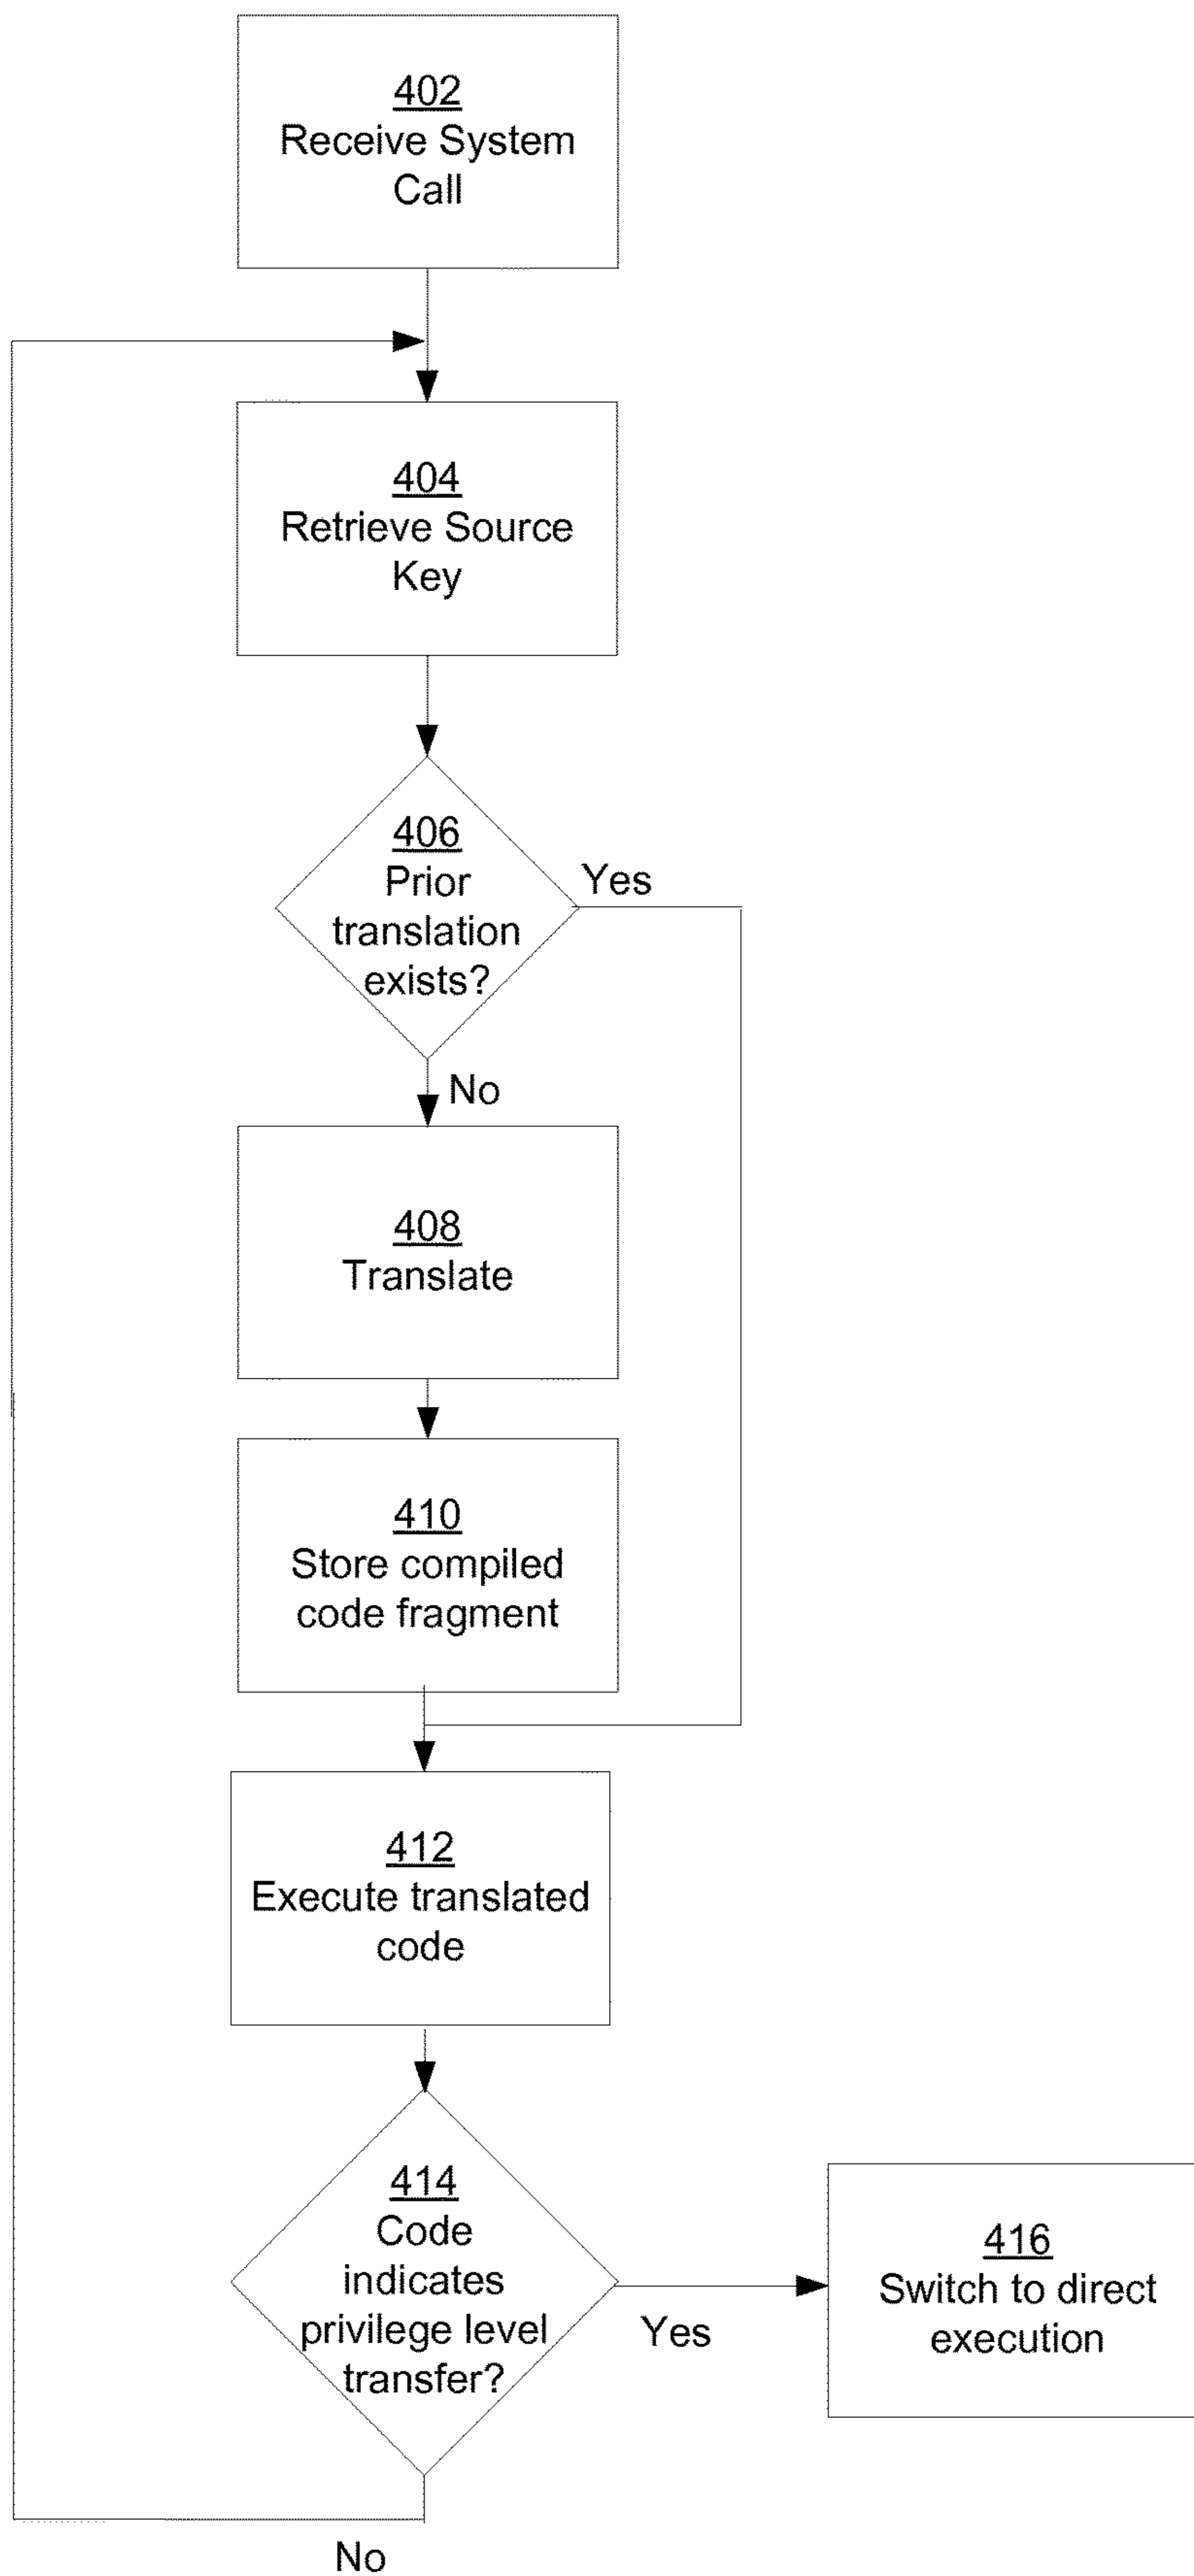 402
Receive System
Call
404
Retrieve Source
Key
406
Prior
translation
exists?
Yes
No
408
Translate
410
Store compiled
code fragment
412
Execute translated
code
414
Code
indicates
privilege level
transfer?
Yes
416
Switch to direct
execution
No